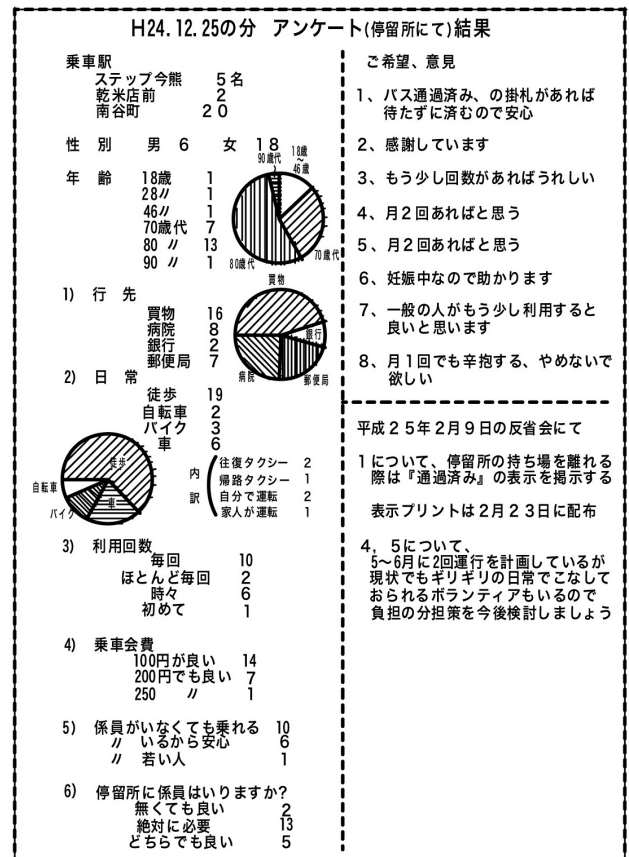 H24.12.25の分 アンケート(停留所にて)結果
乗車駅
ステップ今熊 5名
乾米店前 2
南谷町 20
性 別 男 6 女 18
年 齢 18歳 1
28〃 1
46〃 1
70歳代 7
80 〃 13
90 〃 1
90歳代
18歳
〜
46歳
70歳代
80歳代
1) 行 先
買物 16
病院 8
銀行 2
郵便局 7
買物
銀行
郵便局
病院
2) 日 常
徒歩 19
自転車 2
バイク 3
車 6
徒歩
自転車
バイク
車
内訳
往復タクシー 2
帰路タクシー 1
自分で運転 2
家人が運転 1
3) 利用回数
毎回 10
ほとんど毎回 2
時々 6
初めて 1
4) 乗車会費
100円が良い 14
200円でも良い 7
250 〃 1
5) 係員がいなくても乗れる 10
〃 いるから安心 6
〃 若い人 1
6) 停留所に係員はいりますか?
無くても良い 2
絶対に必要 13
どちらでも良い 5
ご希望、意見
1、バス通過済み、の掛札があれば
待たずに済むので安心
2、感謝しています
3、もう少し回数があればうれしい
4、月2回あればと思う
5、月2回あればと思う
6、妊娠中なので助かります
7、一般の人がもう少し利用すると
良いと思います
8、月1回でも辛抱する、やめないで
欲しい
平成25年2月9日の反省会にて
1について、停留所の持ち場を離れる
際は『通過済み』の表示を掲示する
表示プリントは2月23日に配布
4，5について、
5〜6月に2回運行を計画しているが
現状でもギリギリの日常でこなして
おられるボランティアもいるので
負担の分担策を今後検討しましょう